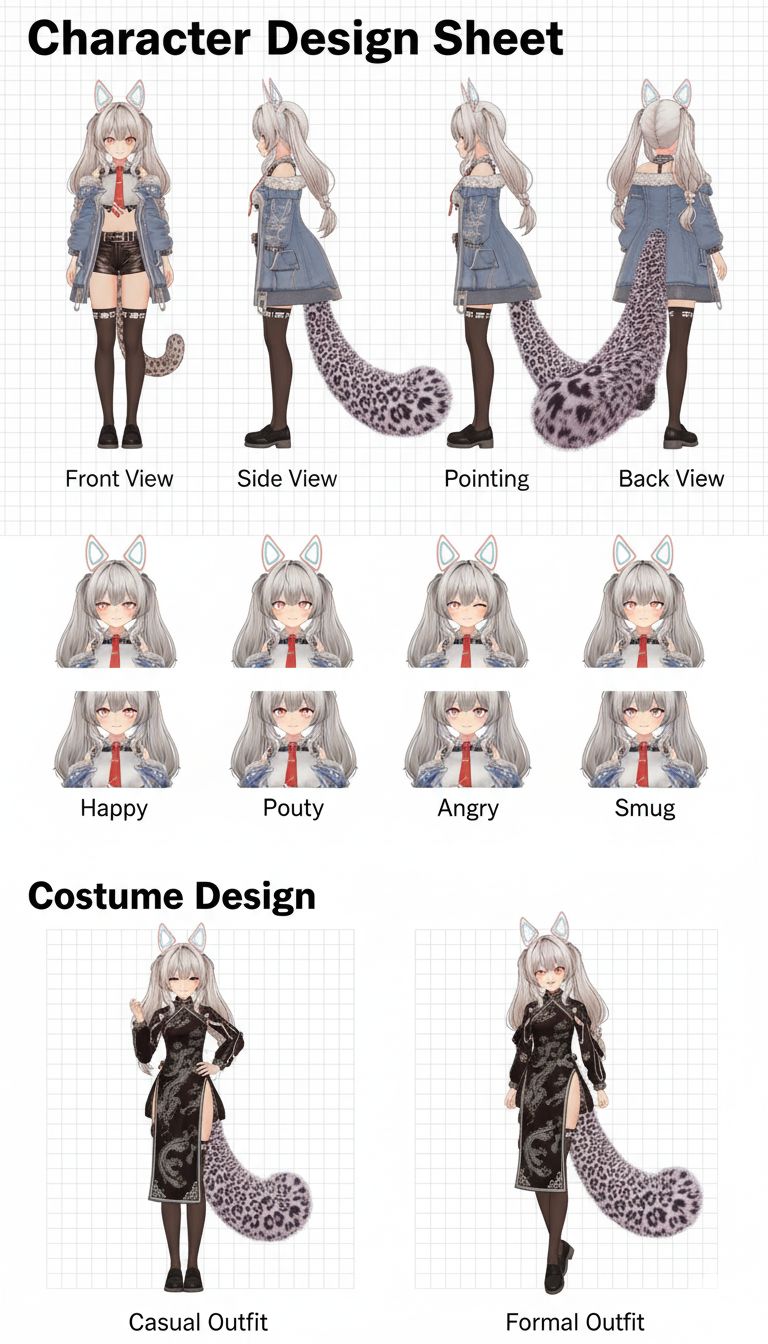 Character Design Sheet
Front View
Side View
Pointing
Back View
Happy
Pouty
Angry
Smug
Costume Design
Casual Outfit
Formal Outfit